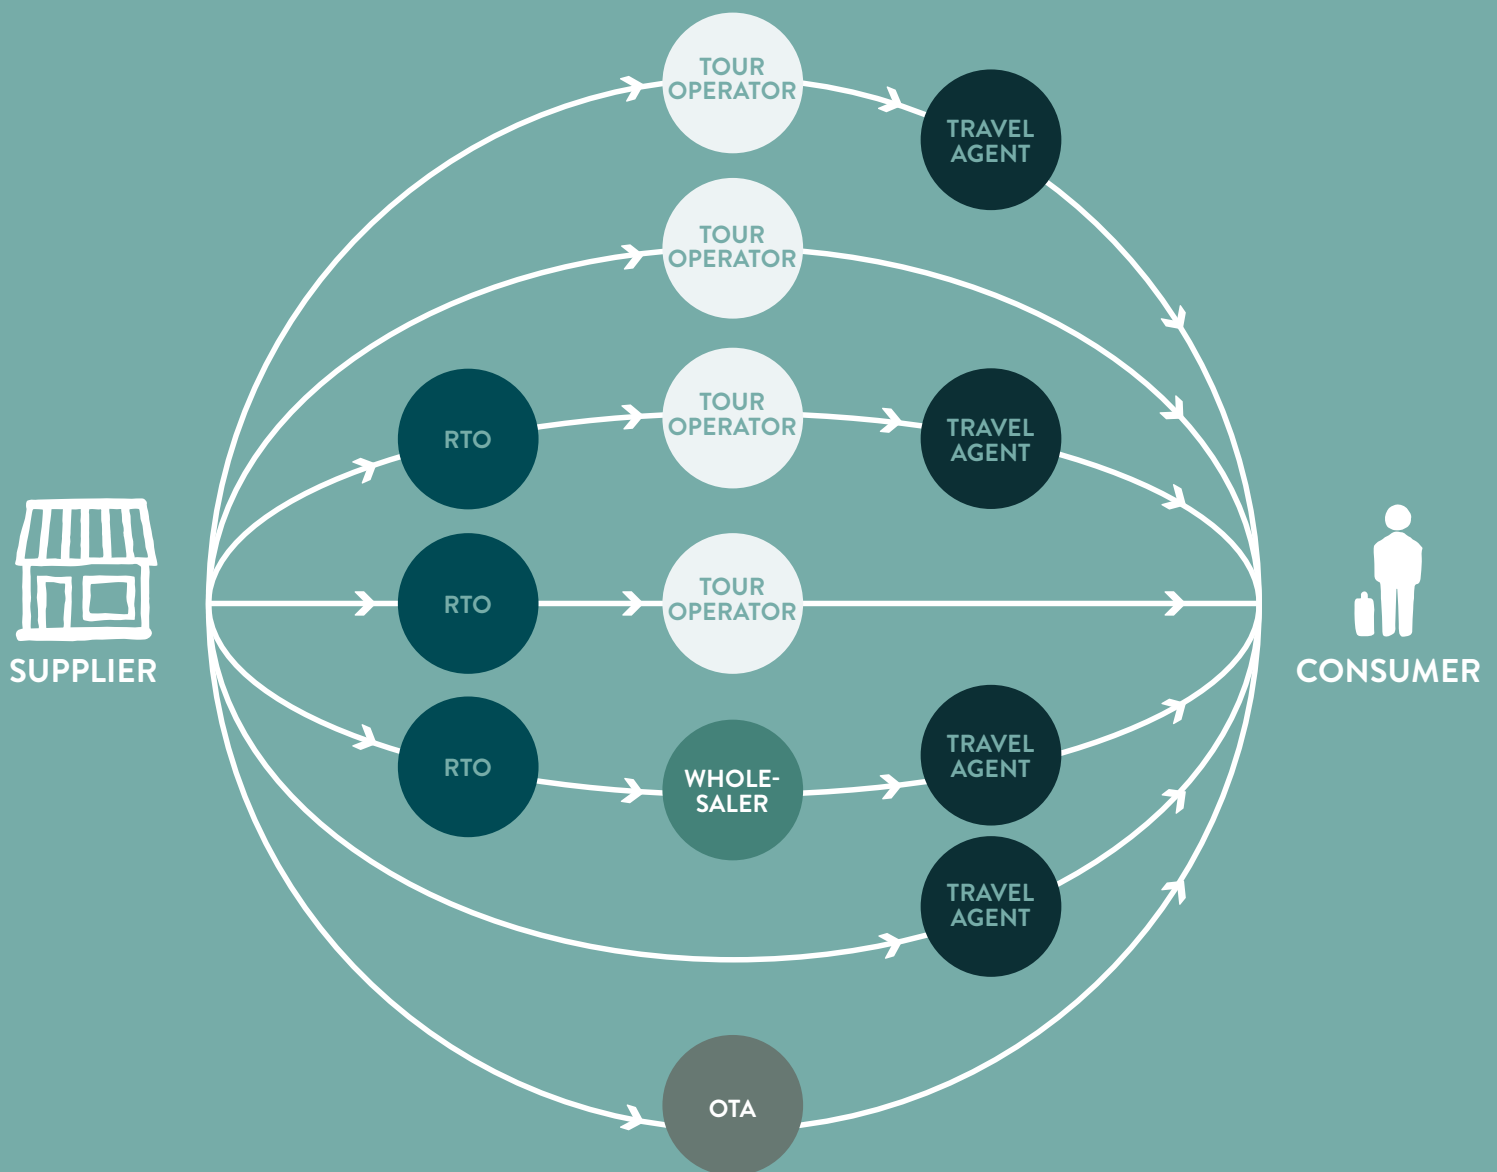 TOUR
OPERATOR
TRAVEL
AGENT
TOUR
OPERATOR
RTO
TOUR
OPERATOR
TRAVEL
AGENT
SUPPLIER
RTO
TOUR
OPERATOR
CONSUMER
RTO
WHOLE-
SALER
TRAVEL
AGENT
TRAVEL
AGENT
OTA